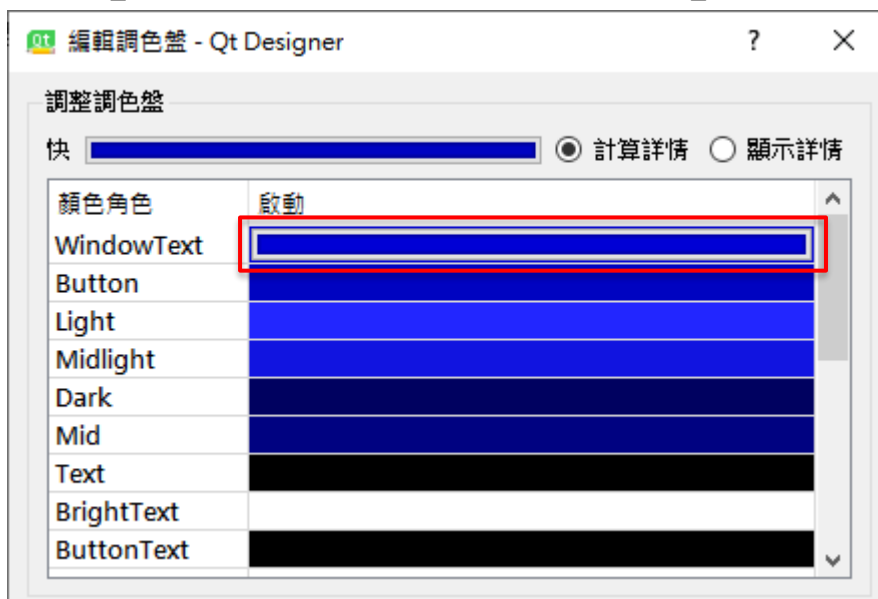 Qt 編輯調色盤 - Qt Designer ?
調整調色盤
快 計算詳情 顯示詳情
顏色角色 啟動
WindowText
Button
Light
Midlight
Dark
Mid
Text
BrightText
ButtonText